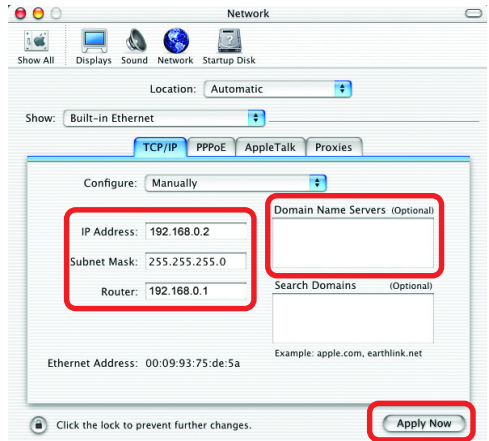 Network
Show All
Displays
Sound
Network
Startup Disk
Location: Automatic
Show: Built-in Ethernet
TCP/IP
PPPoE
AppleTalk
Proxies
Configure: Manually
IP Address: 192.168.0.2
Subnet Mask: 255.255.255.0
Router: 192.168.0.1
Domain Name Servers (Optional)
Search Domains (Optional)
Example: apple.com, earthlink.net
Ethernet Address: 00:09:93:75:de:5a
Click the lock to prevent further changes.
Apply Now